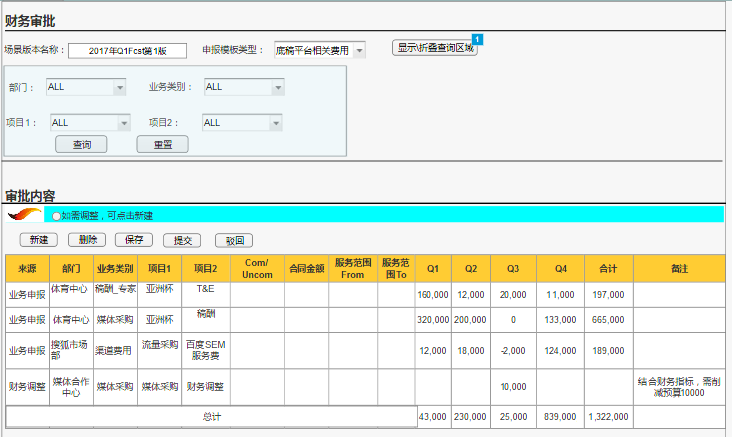 财务审批
场景版本名称： 2017年Q1Fcst第1版 申报模板类型： 底稿平台相关费用 显示\折叠查询区域 1
部门： ALL 业务类别： ALL
项目1： ALL 项目2： ALL
查询 重置
审批内容
如需调整，可点击新建
新建 删除 保存 提交 驳回
来源 部门 业务类别 项目1 项目2 Com/ Uncom 合同金额 服务范围From 服务范围To Q1 Q2 Q3 Q4 合计 备注
业务申报 体育中心 稿酬_专家 亚洲杯 T&E 160,000 12,000 20,000 11,000 197,000
业务申报 体育中心 媒体采购 亚洲杯 稿酬 320,000 200,000 0 133,000 665,000
业务申报 搜狐市场部 渠道费用 流量采购 百度SEM服务费 12,000 18,000 -2,000 124,000 189,000
财务调整 媒体合作中心 媒体采购 媒体采购 财务调整 10,000 结合财务指标，需削减预算10000
总计 43,000 230,000 25,000 839,000 1,322,000